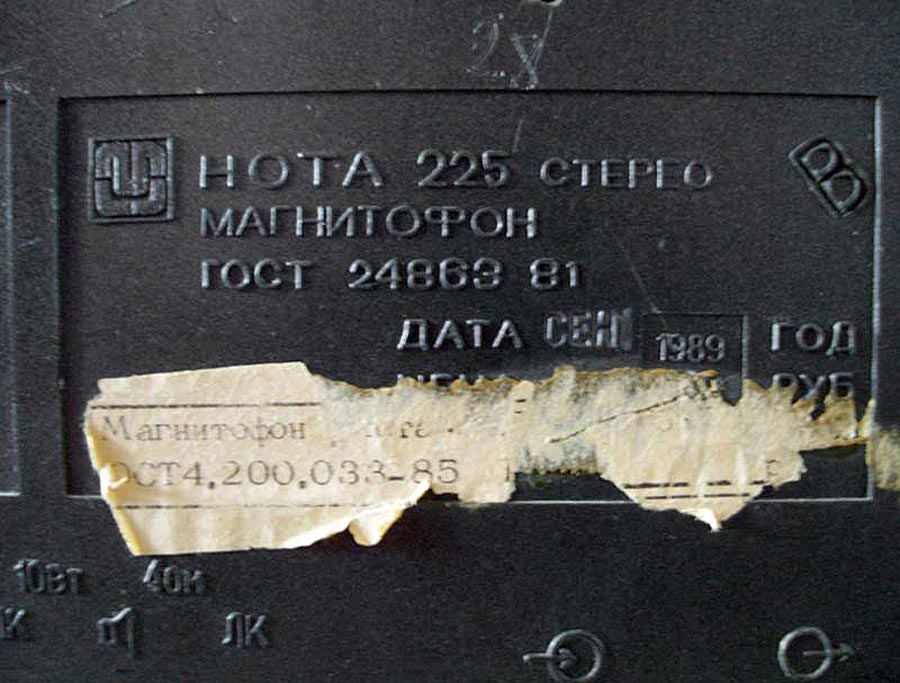 НОТА 225 СТЕРЕО
МАГНИТОФОН
ГОСТ 24863 81
ДАТА СЕН 1989 ГОД
РУБ
Магнитофон
ОСТ4.200.033-85
10Вт 4Ом
ЛК